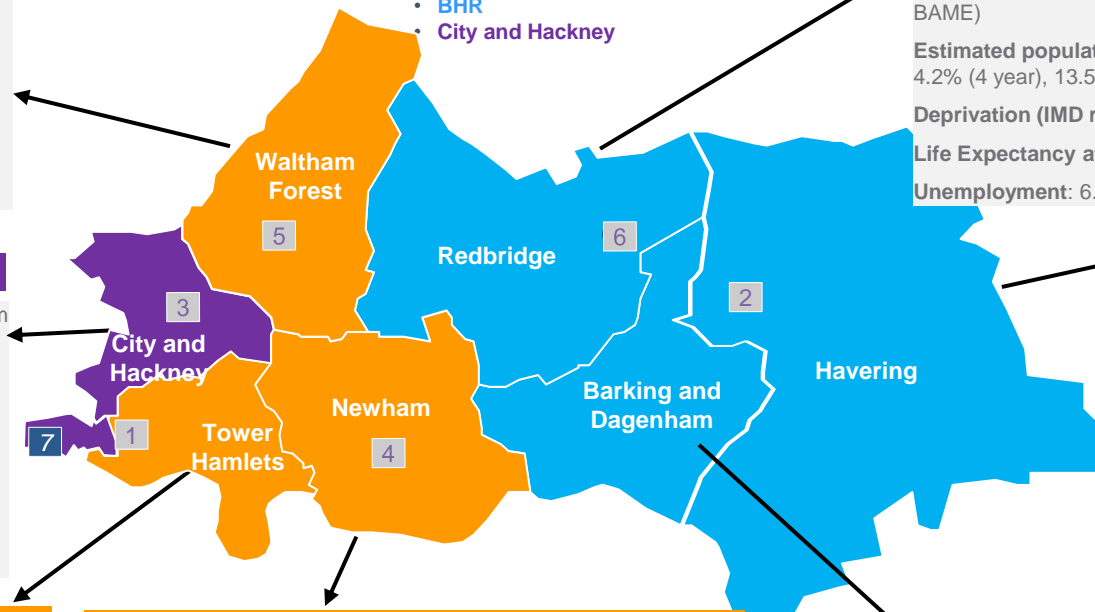 • BHR
• City and Hackney
BAME)
Estimated populat
4.2% (4 year), 13.5
Deprivation (IMD r
Life Expectancy a
Unemployment: 6.
Waltham
Forest
5
Redbridge
6
2
3
City and
Hackney
Havering
Barking and
Dagenham
Newham
4
Tower
Hamlets
1
7